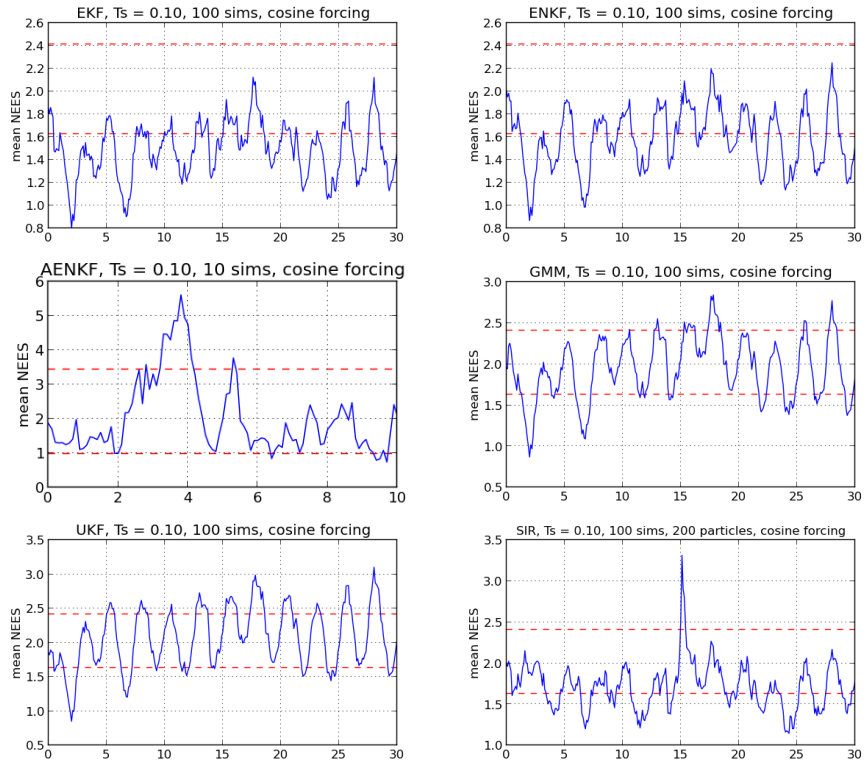 EKF, Ts = 0.10, 100 sims, cosine forcing
mean NEES
2.6
2.4
2.2
2.0
1.8
1.6
1.4
1.2
1.0
0.8
0 5 10 15 20 25 30
ENKF, Ts = 0.10, 100 sims, cosine forcing
mean NEES
2.6
2.4
2.2
2.0
1.8
1.6
1.4
1.2
1.0
0.8
0 5 10 15 20 25 30
AENKF, Ts = 0.10, 10 sims, cosine forcing
mean NEES
6
5
4
3
2
1
0
0 2 4 6 8 10
GMM, Ts = 0.10, 100 sims, cosine forcing
mean NEES
3.0
2.5
2.0
1.5
1.0
0.5
0 5 10 15 20 25 30
UKF, Ts = 0.10, 100 sims, cosine forcing
mean NEES
3.5
3.0
2.5
2.0
1.5
1.0
0.5
0 5 10 15 20 25 30
SIR, Ts = 0.10, 100 sims, 200 particles, cosine forcing
mean NEES
3.5
3.0
2.5
2.0
1.5
1.0
0 5 10 15 20 25 30